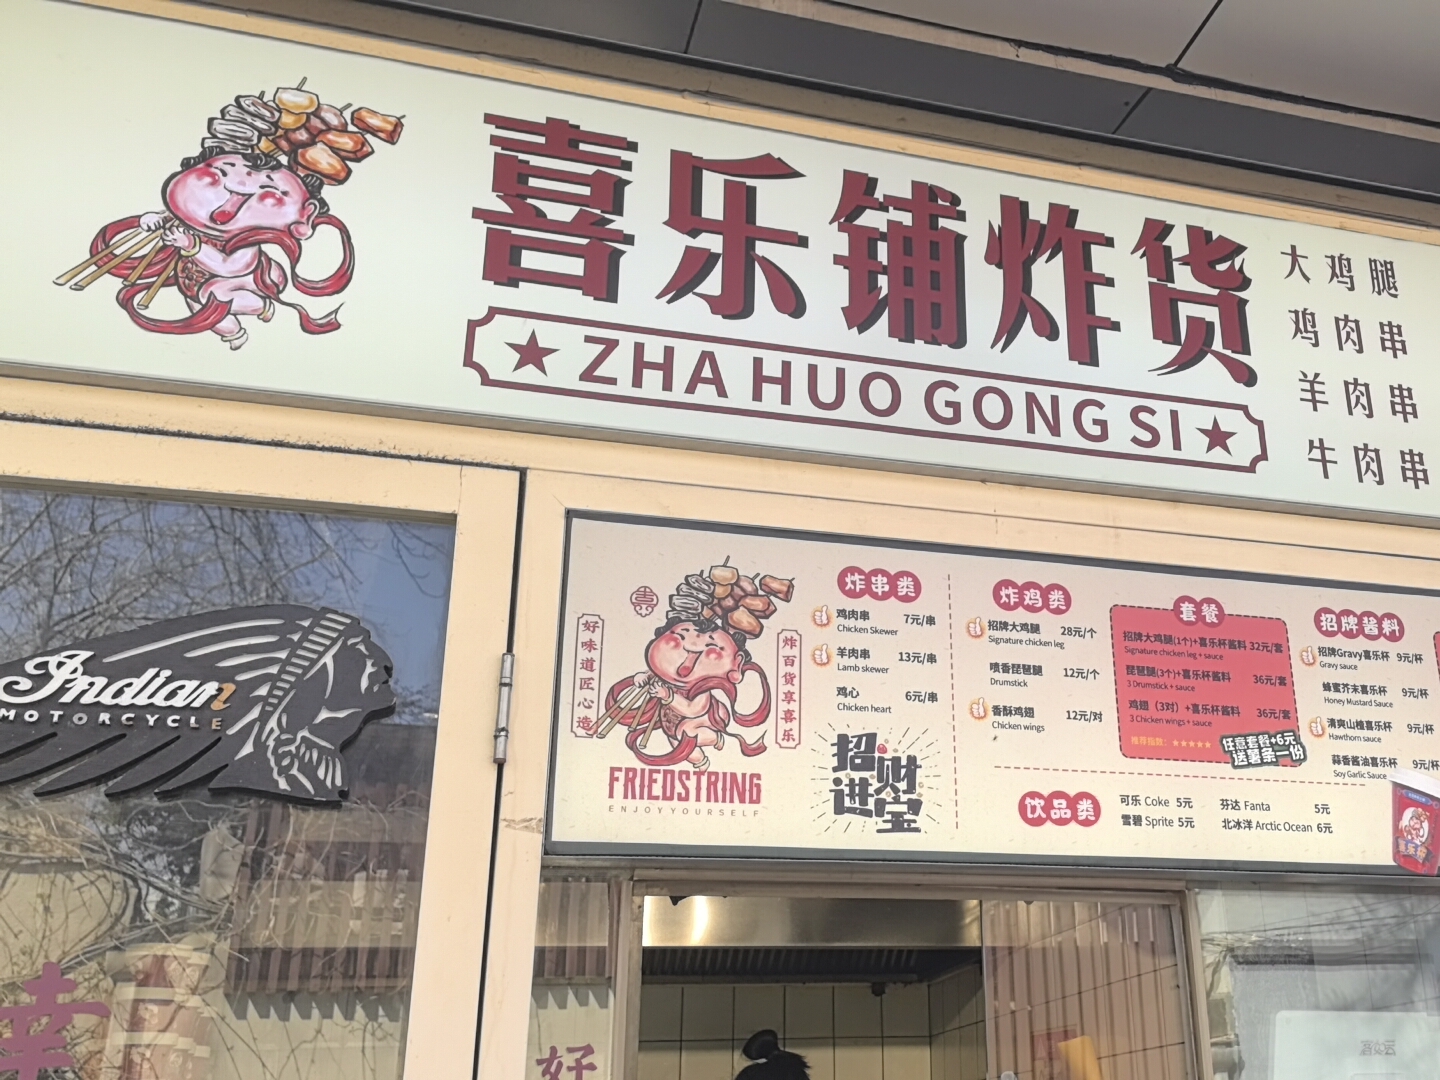 喜乐铺炸货
ZHA HUO GONG SI
大鸡腿
鸡肉串
羊肉串
牛肉串
Indian
MOTORCYCLE
好味道匠心造
炸百货享喜乐
FRIEDSTRING
ENJOYYOURSELF
炸串类
鸡肉串 7元/串
Chicken Skewer
羊肉串 13元/串
Lamb skewer
鸡心 6元/串
Chicken heart
招财
进宝
炸鸡类
招牌大鸡腿 28元/个
Signature chicken leg
喷香琵琶腿 12元/个
Drumstick
香酥鸡翅 12元/对
Chicken wings
套餐
招牌大鸡腿(1个)+喜乐杯酱料 32元/套
Signature chicken leg + sauce
琵琶腿(3个)+喜乐杯酱料 36元/套
3 Drumstick + sauce
鸡翅（3对）+喜乐杯酱料 36元/套
3 Chicken wings + sauce
推荐指数：★★★★★
任意套餐+6元
送薯条一份
招牌酱料
招牌Gravy喜乐杯 9元/杯
Gravy sauce
蜂蜜芥末喜乐杯 9元/杯
Honey Mustard Sauce
清爽山楂喜乐杯 9元/杯
Hawthorn sauce
蒜香酱油喜乐杯 9元/杯
Soy Garlic Sauce
饮品类
可乐 Coke 5元
芬达 Fanta 5元
雪碧 Sprite 5元
北冰洋 Arctic Ocean 6元
幸
好